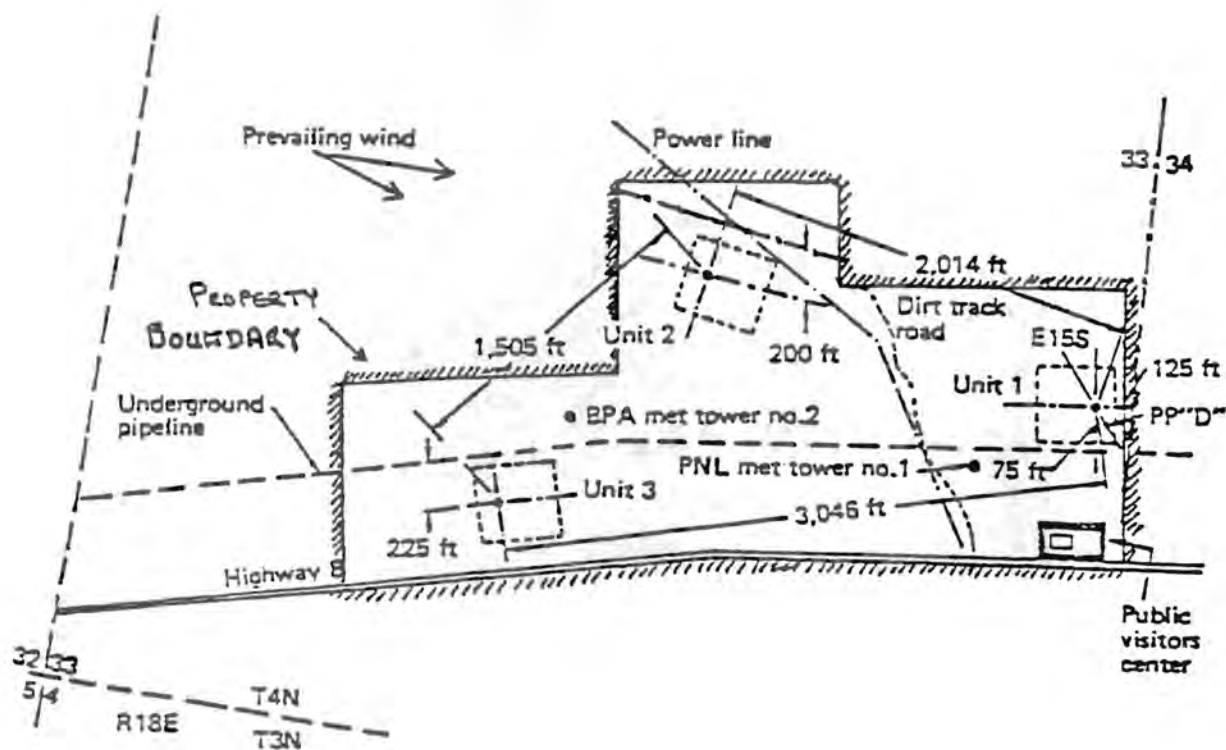 Prevailing wind
Power line
33
34
2,014 ft
PROPERTY
BOUNDARY
1,505 ft
Unit 2
200 ft
Dirt track
road
E15S
Unit 1
125 ft
PP"D"
Underground
pipeline
BPA met tower no.2
PNL met tower no.1
75 ft
Unit 3
3,046 ft
225 ft
Highway
Public
visitors
center
32
33
5
4
T4N
R18E
T3N